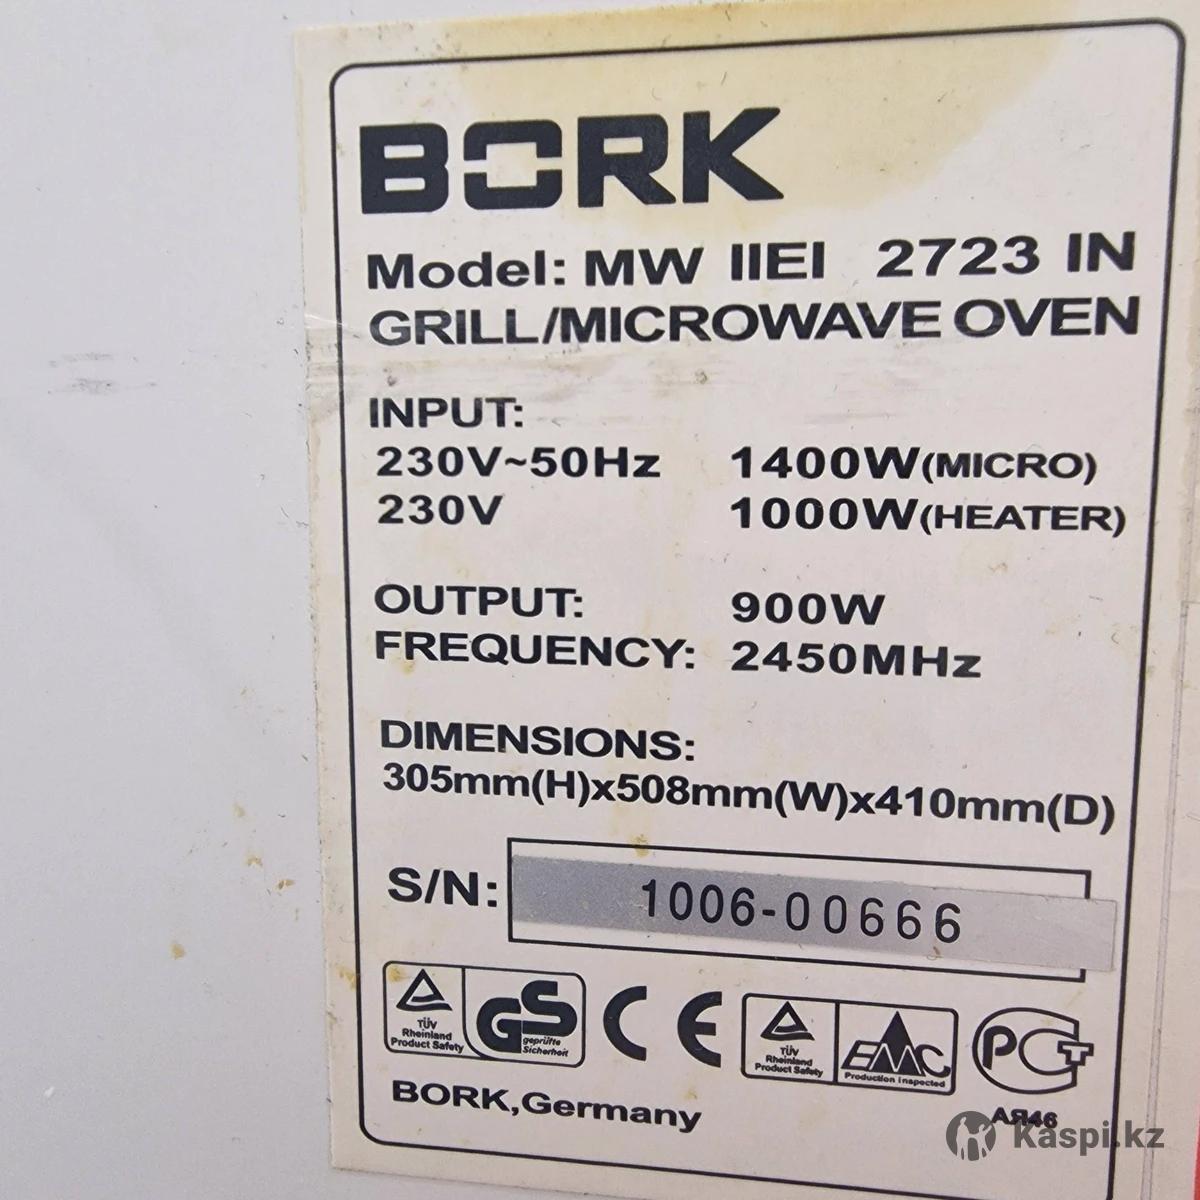 BORK
Model: MW IIEI 2723 IN
GRILL/MICROWAVE OVEN
INPUT:
230V~50Hz 1400W(MICRO)
230V 1000W(HEATER)
OUTPUT: 900W
FREQUENCY: 2450MHz
DIMENSIONS:
305mm(H)x508mm(W)x410mm(D)
S/N: 1006-00666
TÜV
Rheinland
Product Safety
GS
geprüfte
Sicherheit
CE
TÜV
Rheinland
Product Safety
EMC
Production inspected
РСТ
АЯ46
BORK,Germany
Kaspi.kz